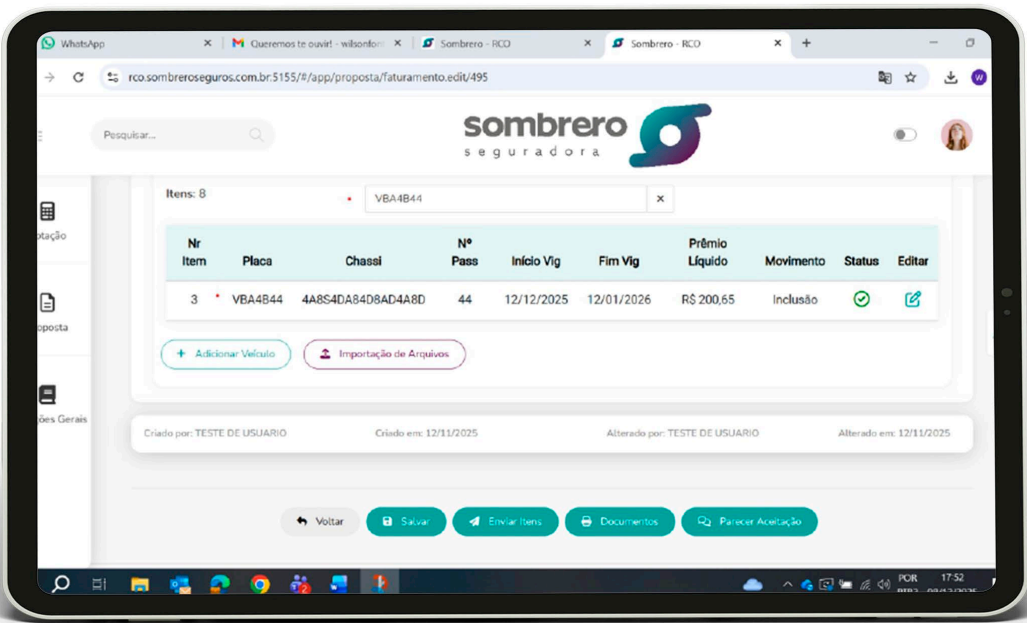 WhatsApp
Queremos te ouvir! - wilsonfont
Sombrero - RCO
Sombrero - RCO
rco.sombreroseguros.com.br:5155/#/app/proposta/faturamento.edit/495
W
Pesquisar...
sombrero
seguradora
Itens: 8
VBA4B44
Nr Item Placa Chassi Nº Pass Início Vig Fim Vig Prêmio Líquido Movimento Status Editar
3 * VBA4B44 4A8S4DA84D8AD4A8D 44 12/12/2025 12/01/2026 R$ 200,65 Inclusão
otação
oposta
ões Gerais
+ Adicionar Veículo
Importação de Arquivos
Criado por: TESTE DE USUARIO Criado em: 12/11/2025 Alterado por: TESTE DE USUARIO Alterado em: 12/11/2025
Voltar
Salvar
Enviar Itens
Documentos
Parecer Aceitação
POR 17:52